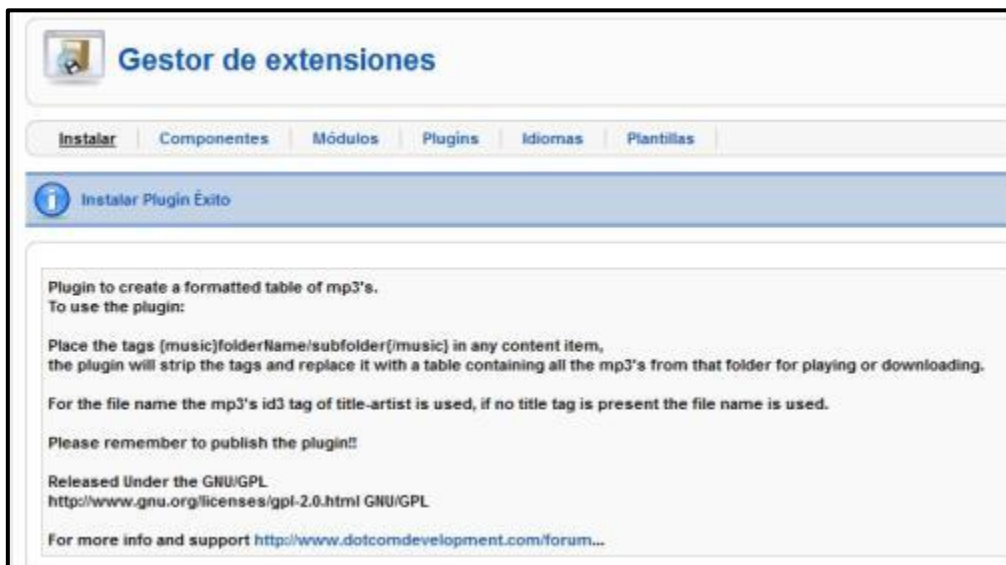 Gestor de extensiones
Instalar Componentes Módulos Plugins Idiomas Plantillas
Instalar Plugin Éxito
Plugin to create a formatted table of mp3's.
To use the plugin:
Place the tags {music}folderName/subfolder{/music} in any content item,
the plugin will strip the tags and replace it with a table containing all the mp3's from that folder for playing or downloading.
For the file name the mp3's id3 tag of title-artist is used, if no title tag is present the file name is used.
Please remember to publish the plugin!!
Released Under the GNU/GPL
http://www.gnu.org/licenses/gpl-2.0.html GNU/GPL
For more info and support http://www.dotcomdevelopment.com/forum...